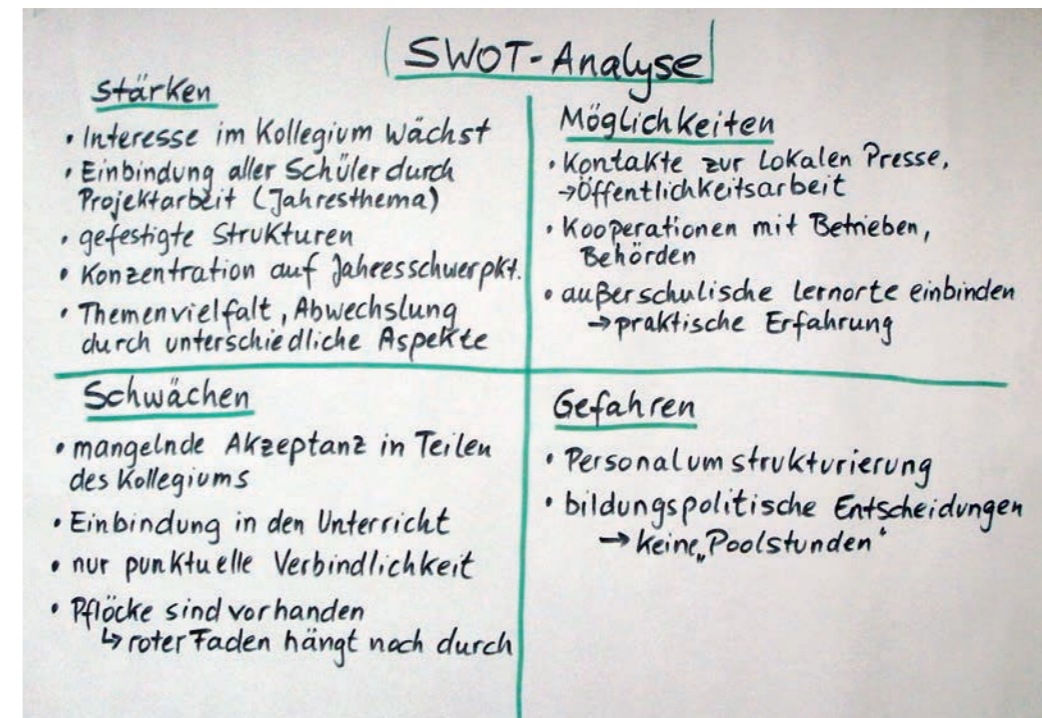 SWOT-Analyse
Stärken
• Interesse im Kollegium wächst
• Einbindung aller Schüler durch
Projektarbeit (Jahresthema)
• gefestigte Strukturen
• Konzentration auf Jahresschwerpkt.
• Themenvielfalt, Abwechslung
durch unterschiedliche Aspekte
Möglichkeiten
• Kontakte zur lokalen Presse,
→Öffentlichkeitsarbeit
• Kooperationen mit Betrieben,
Behörden
• außerschulische Lernorte einbinden
→praktische Erfahrung
Schwächen
• mangelnde Akzeptanz in Teilen
des Kollegiums
• Einbindung in den Unterricht
• nur punktuelle Verbindlichkeit
• Pflöcke sind vorhanden
↳ roter Faden hängt noch durch
Gefahren
• Personalumstrukturierung
• bildungspolitische Entscheidungen
→ keine „Poolstunden“